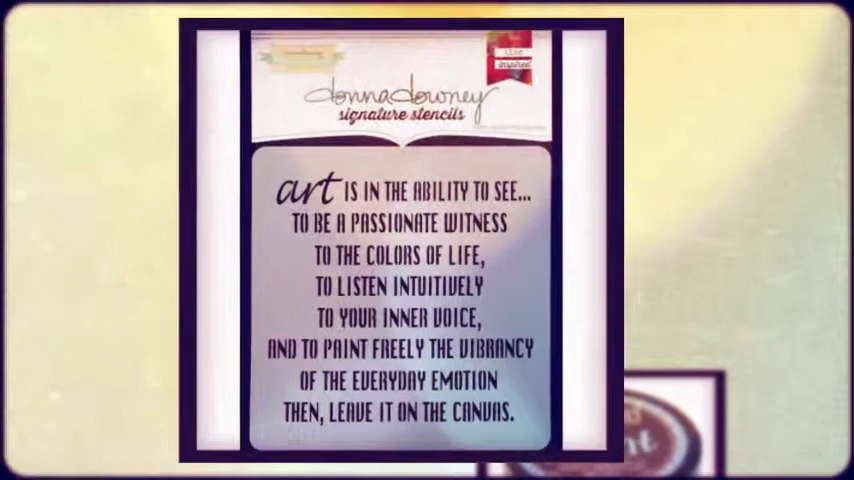 inspired
donna downey
signature stencils
art IS IN THE ABILITY TO SEE...
TO BE A PASSIONATE WITNESS
TO THE COLORS OF LIFE,
TO LISTEN INTUITIVELY
TO YOUR INNER VOICE,
AND TO PAINT FREELY THE VIBRANCY
OF THE EVERYDAY EMOTION
THEN, LEAVE IT ON THE CANVAS.